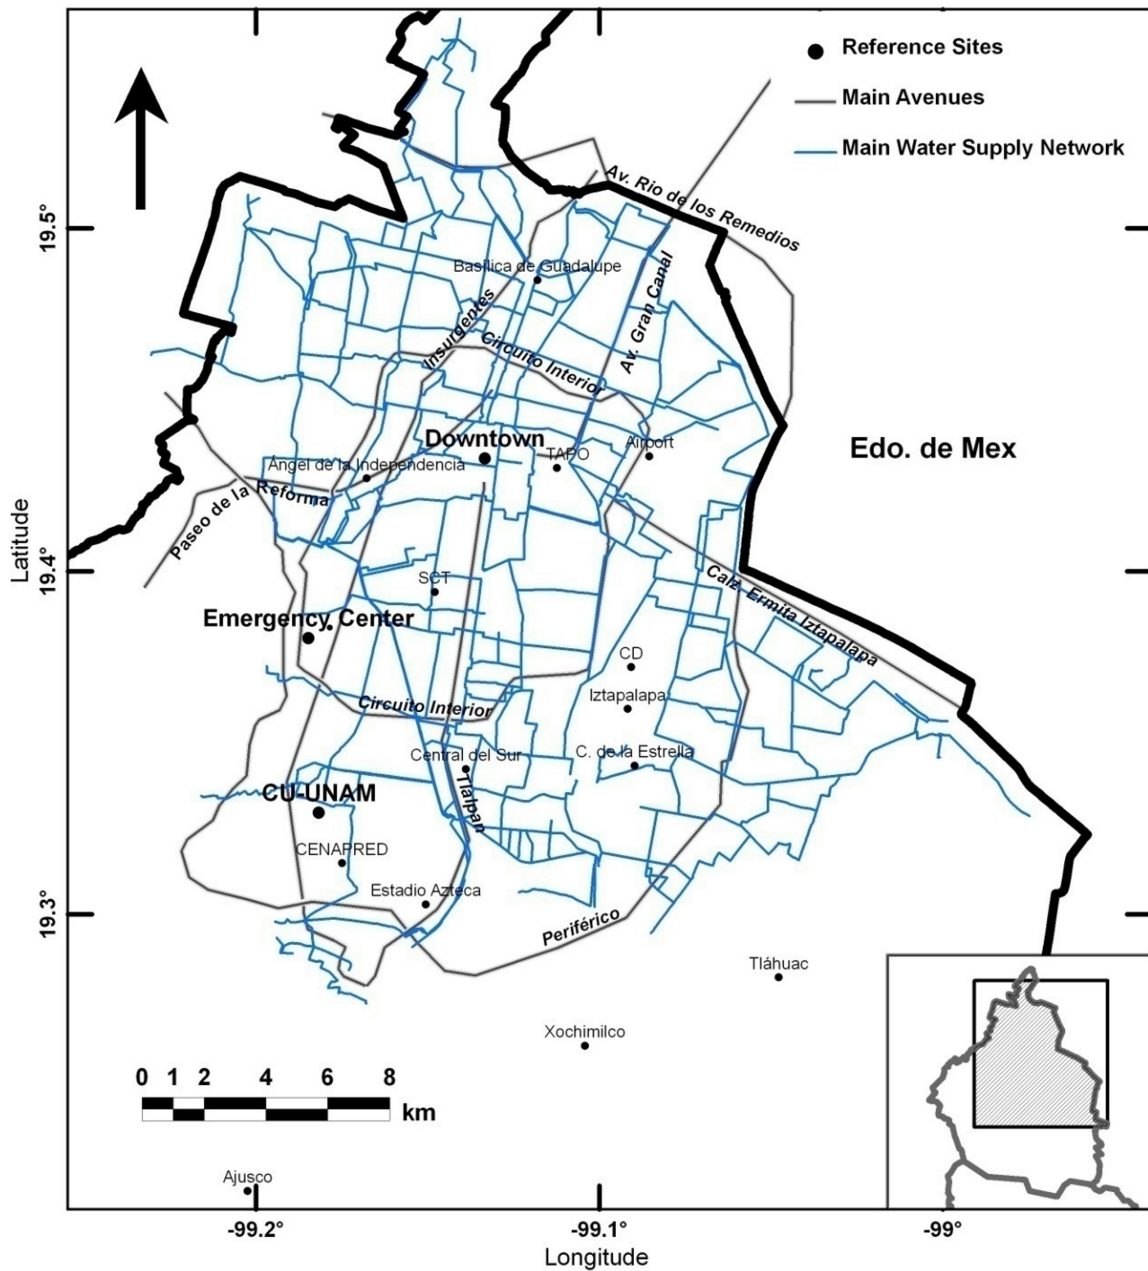 Reference Sites
Main Avenues
Main Water Supply Network
Av. Rio de los Remedios
19.5°
Basílica de Guadalupe
Av. Gran Canal
Insurgentes
Circuito Interior
Downtown
Airport
Edo. de Mex
TAPO
Ángel de la Independencia
Paseo de la Reforma
Latitude
19.4°
SCT
Calz. Ermita Iztapalapa
Emergency Center
CD
Iztapalapa
Circuito Interior
Central del Sur
C. de la Estrella
CU-UNAM
Tlalpan
CENAPRED
Estadio Azteca
19.3°
Periférico
Tláhuac
Xochimilco
0 1 2 4 6 8
km
Ajusco
-99.2° -99.1° -99°
Longitude